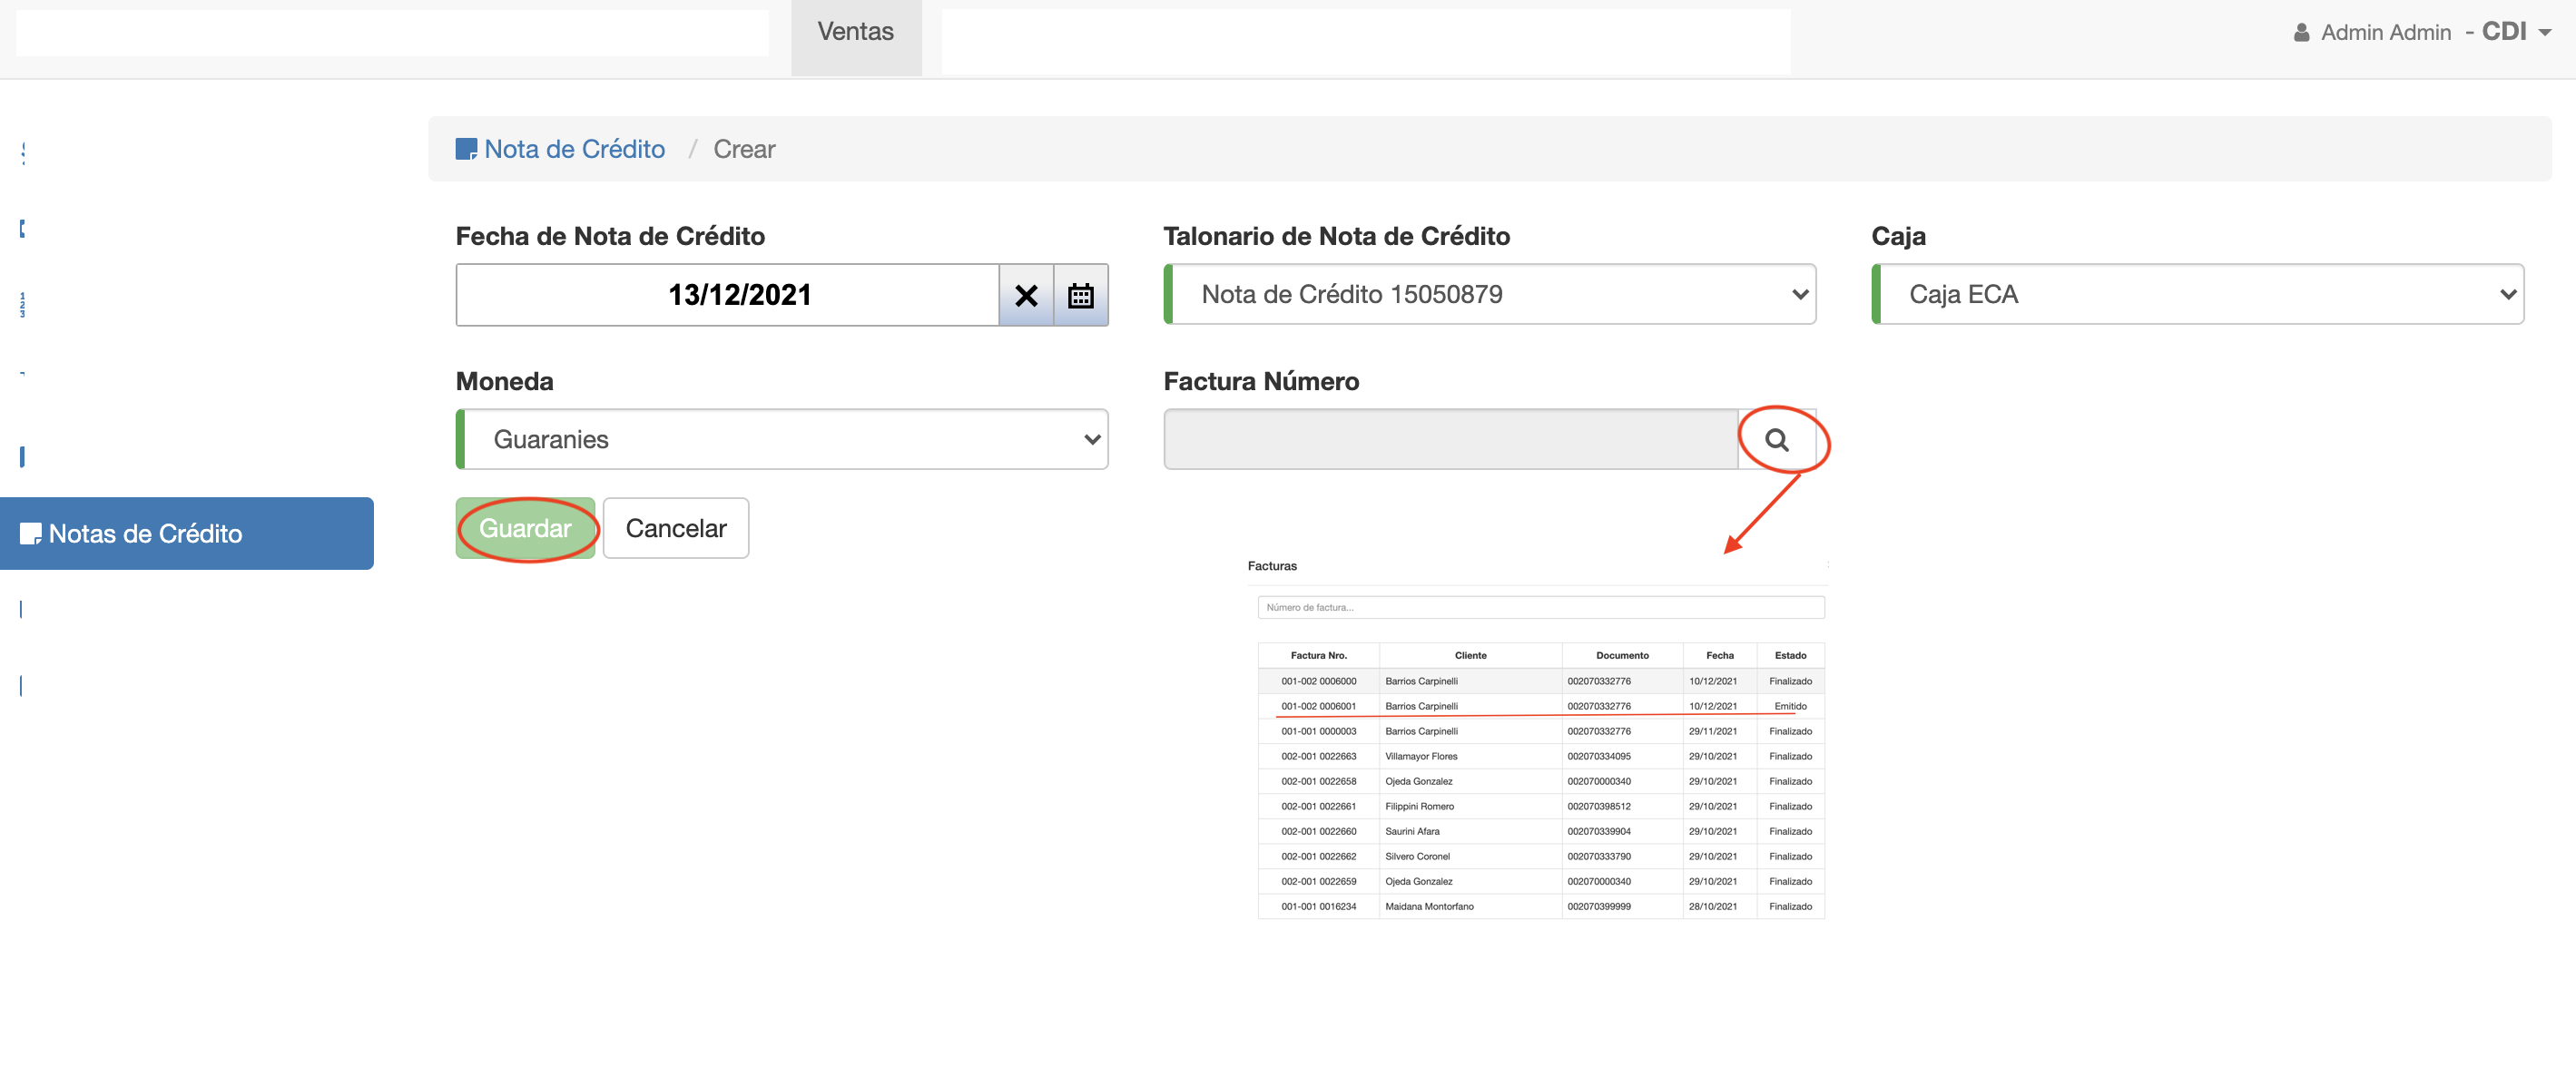 Ventas
Admin Admin - CDI
Nota de Crédito / Crear
Fecha de Nota de Crédito
Talonario de Nota de Crédito
Caja
13/12/2021
Nota de Crédito 15050879
Caja ECA
Moneda
Factura Número
Guaranies
Guardar
Cancelar
Notas de Crédito
Facturas
Número de factura...
Factura Nro. Cliente Documento Fecha Estado
001-002 0006000 Barrios Carpinelli 002070332776 10/12/2021 Finalizado
001-002 0006001 Barrios Carpinelli 002070332776 10/12/2021 Emitido
001-001 0000003 Barrios Carpinelli 002070332776 29/11/2021 Finalizado
002-001 0022663 Villamayor Flores 002070334095 29/10/2021 Finalizado
002-001 0022658 Ojeda Gonzalez 002070000340 29/10/2021 Finalizado
002-001 0022661 Filippini Romero 002070398512 29/10/2021 Finalizado
002-001 0022660 Saurini Afara 002070339904 29/10/2021 Finalizado
002-001 0022662 Silvero Coronel 002070333790 29/10/2021 Finalizado
002-001 0022659 Ojeda Gonzalez 002070000340 29/10/2021 Finalizado
001-001 0016234 Maidana Montorfano 002070399999 28/10/2021 Finalizado